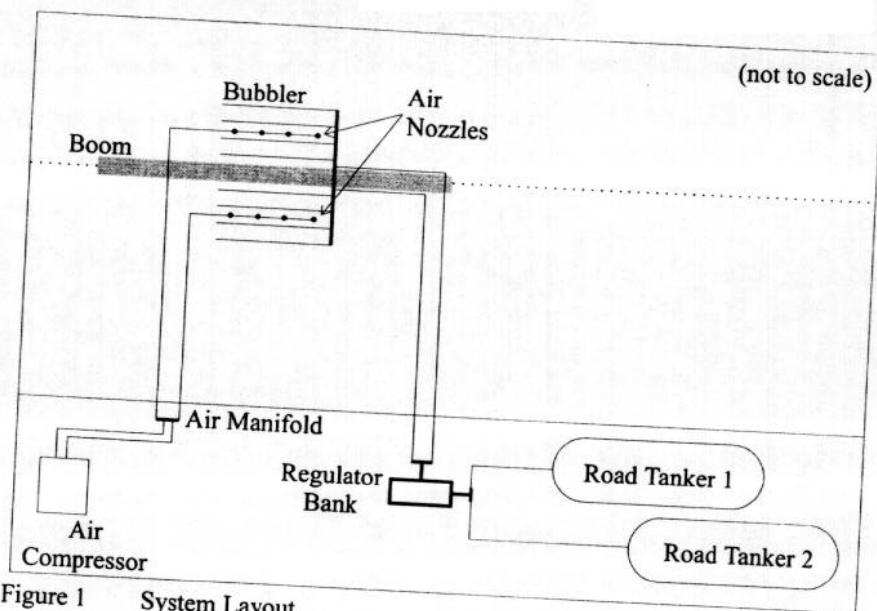 (not to scale)
Bubbler
Air
Nozzles
Boom
Air Manifold
Regulator
Bank
Road Tanker 1
Road Tanker 2
Air
Compressor
Figure 1 System Layout